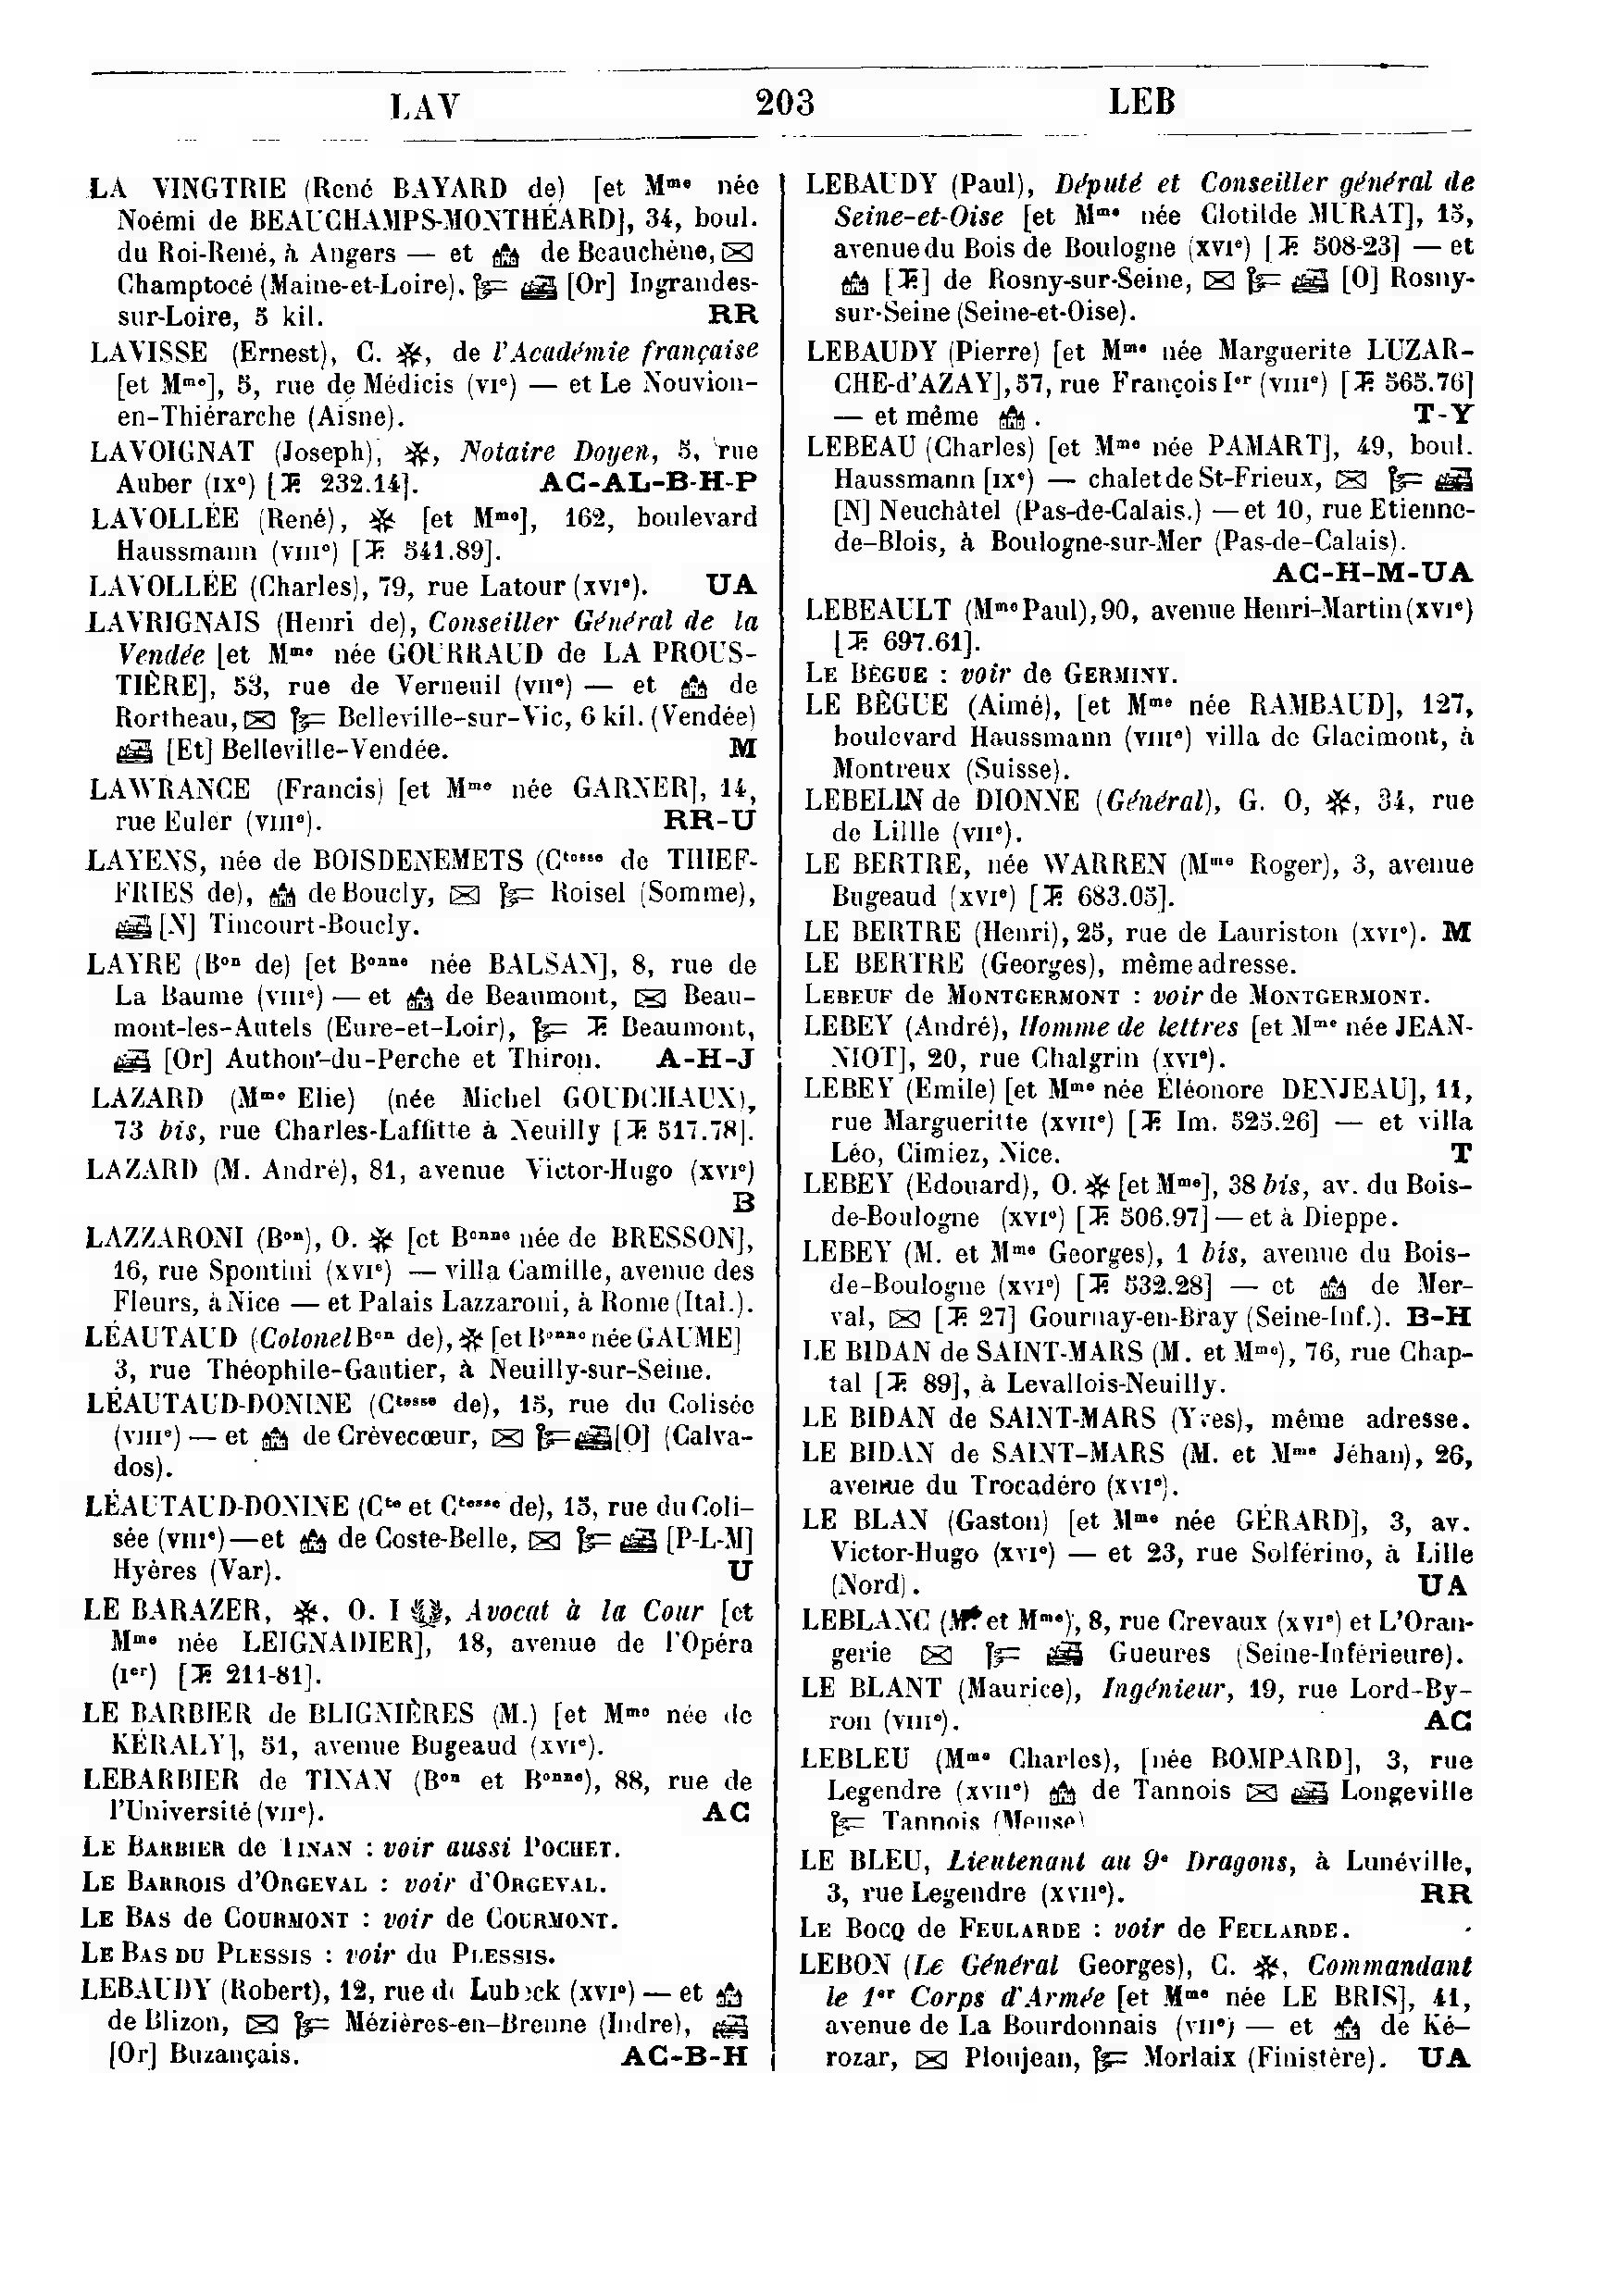 LAV 203 LEB
LA VINGTRIE (René BAYARD de) [et Mme née
Noémi de BEAUCHAMPS-MONTHÉARD], 34, boul.
du Roi-René, à Angers — et de Beauchène,
Champtocé (Maine-et-Loire), [Or] Ingrandes-
sur-Loire, 5 kil. RR
LAVISSE (Ernest), C. ✻, de l'Académie française
[et Mme], 5, rue de Médicis (VIe) — et Le Nouvion-
en-Thiérarche (Aisne).
LAVOIGNAT (Joseph), ✻, Notaire Doyen, 5, rue
Auber (IXe) [T. 232.14]. AC-AL-B-H-P
LAVOLLÉE (René), ✻ [et Mme], 162, boulevard
Haussmann (VIIIe) [T. 541.89].
LAVOLLÉE (Charles), 79, rue Latour (XVIe). UA
LAVRIGNAIS (Henri de), Conseiller Général de la
Vendée [et Mme née GOURRAUD de LA PROUS-
TIÈRE], 53, rue de Verneuil (VIIe) — et de
Rortheau, Belleville-sur-Vic, 6 kil. (Vendée)
[Et] Belleville-Vendée. M
LAWRANCE (Francis) [et Mme née GARNER], 14,
rue Euler (VIIIe). RR-U
LAYENS, née de BOISDENEMETS (Ctesse de THIEF-
FRIES de), de Boucly, Roisel (Somme),
[N] Tincourt-Boucly.
LAYRE (Bon de) [et Bonne née BALSAN], 8, rue de
La Baume (VIIIe) — et de Beaumont, Beau-
mont-les-Autels (Eure-et-Loir), T. Beaumont,
[Or] Authon-du-Perche et Thiron. A-H-J
LAZARD (Mme Elie) (née Michel GOUDCHAUX),
73 bis, rue Charles-Laffitte à Neuilly [T. 517.78].
LAZARD (M. André), 81, avenue Victor-Hugo (XVIe)
B
LAZZARONI (Bon), O. ✻ [et Bonne née de BRESSON],
16, rue Spontini (XVIe) — villa Camille, avenue des
Fleurs, à Nice — et Palais Lazzaroni, à Rome (Ital.).
LÉAUTAUD (Colonel Bon de), ✻ [et Bonne née GAUME]
3, rue Théophile-Gautier, à Neuilly-sur-Seine.
LÉAUTAUD-DONINE (Ctesse de), 15, rue du Colisée
(VIIIe) — et de Crèvecœur, [O] (Calva-
dos).
LÉAUTAUD-DONINE (Cte et Ctesse de), 15, rue du Coli-
sée (VIIIe) — et de Coste-Belle, [P-L-M]
Hyères (Var). U
LE BARAZER, ✻, O. I, Avocat à la Cour [et
Mme née LEIGNADIER], 18, avenue de l'Opéra
(Ier) [T. 211-81].
LE BARBIER de BLIGNIÈRES (M.) [et Mme née de
KÉRALY], 51, avenue Bugeaud (XVIe).
LEBARBIER de TINAN (Bon et Bonne), 88, rue de
l'Université (VIIe). AC
LE BARBIER de TINAN : voir aussi POCHET.
LE BARROIS d'ORGEVAL : voir d'ORGEVAL.
LE BAS de COURMONT : voir de COURMONT.
LE BAS DU PLESSIS : voir du PLESSIS.
LEBAUDY (Robert), 12, rue de Lubeck (XVIe) — et
de Blizon, Mézières-en-Brenne (Indre),
[Or] Buzançais. AC-B-H
LEBAUDY (Paul), Député et Conseiller général de
Seine-et-Oise [et Mme née Clotilde MURAT], 15,
avenue du Bois de Boulogne (XVIe) [T. 508-23] — et
[T.] de Rosny-sur-Seine, [O] Rosny-
sur-Seine (Seine-et-Oise).
LEBAUDY (Pierre) [et Mme née Marguerite LUZAR-
CHE-d'AZAY], 57, rue François Ier (VIIIe) [T. 565.76]
— et même . T-Y
LEBEAU (Charles) [et Mme née PAMART], 49, boul.
Haussmann [IXe) — chalet de St-Frieux,
[N] Neuchâtel (Pas-de-Calais.) — et 10, rue Etienne-
de-Blois, à Boulogne-sur-Mer (Pas-de-Calais).
AC-H-M-UA
LEBEAULT (Mme Paul), 90, avenue Henri-Martin (XVIe)
[T. 697.61].
LE BÈGUE : voir de GERMINY.
LE BÈGUE (Aimé), [et Mme née RAMBAUD], 127,
boulevard Haussmann (VIIIe) villa de Glacimont, à
Montreux (Suisse).
LEBELIN de DIONNE (Général), G. O, ✻, 34, rue
de Lillle (VIIe).
LE BERTRE, née WARREN (Mme Roger), 3, avenue
Bugeaud (XVIe) [T. 683.05].
LE BERTRE (Henri), 25, rue de Lauriston (XVIe). M
LE BERTRE (Georges), même adresse.
LEBEUF de MONTGERMONT : voir de MONTGERMONT.
LEBEY (André), Homme de lettres [et Mme née JEAN-
NIOT], 20, rue Chalgrin (XVIe).
LEBEY (Emile) [et Mme née Eléonore DENJEAU], 11,
rue Margueritte (XVIIe) [T. Im. 525.26] — et villa
Léo, Cimiez, Nice. T
LEBEY (Edouard), O. ✻ [et Mme], 38 bis, av. du Bois-
de-Boulogne (XVIe) [T. 506.97] — et à Dieppe.
LEBEY (M. et Mme Georges), 1 bis, avenue du Bois-
de-Boulogne (XVIe) [T. 532.28] — et de Mer-
val, [T. 27] Gournay-en-Bray (Seine-Inf.). B-H
LE BIDAN de SAINT-MARS (M. et Mme), 76, rue Chap-
tal [T. 89], à Levallois-Neuilly.
LE BIDAN de SAINT-MARS (Yves), même adresse.
LE BIDAN de SAINT-MARS (M. et Mme Jéhan), 26,
avenue du Trocadéro (XVIe).
LE BLAN (Gaston) [et Mme née GÉRARD], 3, av.
Victor-Hugo (XVIe) — et 23, rue Solférino, à Lille
(Nord). UA
LEBLANC (M. et Mme), 8, rue Crevaux (XVIe) et L'Oran-
gerie Gueures (Seine-Inférieure).
LE BLANT (Maurice), Ingénieur, 19, rue Lord-By-
ron (VIIIe). AC
LEBLEU (Mme Charles), [née BOMPARD], 3, rue
Legendre (XVIIe) de Tannois Longeville
Tannois (Meuse)
LE BLEU, Lieutenant au 9e Dragons, à Lunéville,
3, rue Legendre (XVIIe). RR
LE BOCQ de FEULARDE : voir de FEULARDE.
LEBON (Le Général Georges), C. ✻, Commandant
le 1er Corps d'Armée [et Mme née LE BRIS], 41,
avenue de La Bourdonnais (VIIe) — et de Ké-
rozar, Ploujean, Morlaix (Finistère). UA